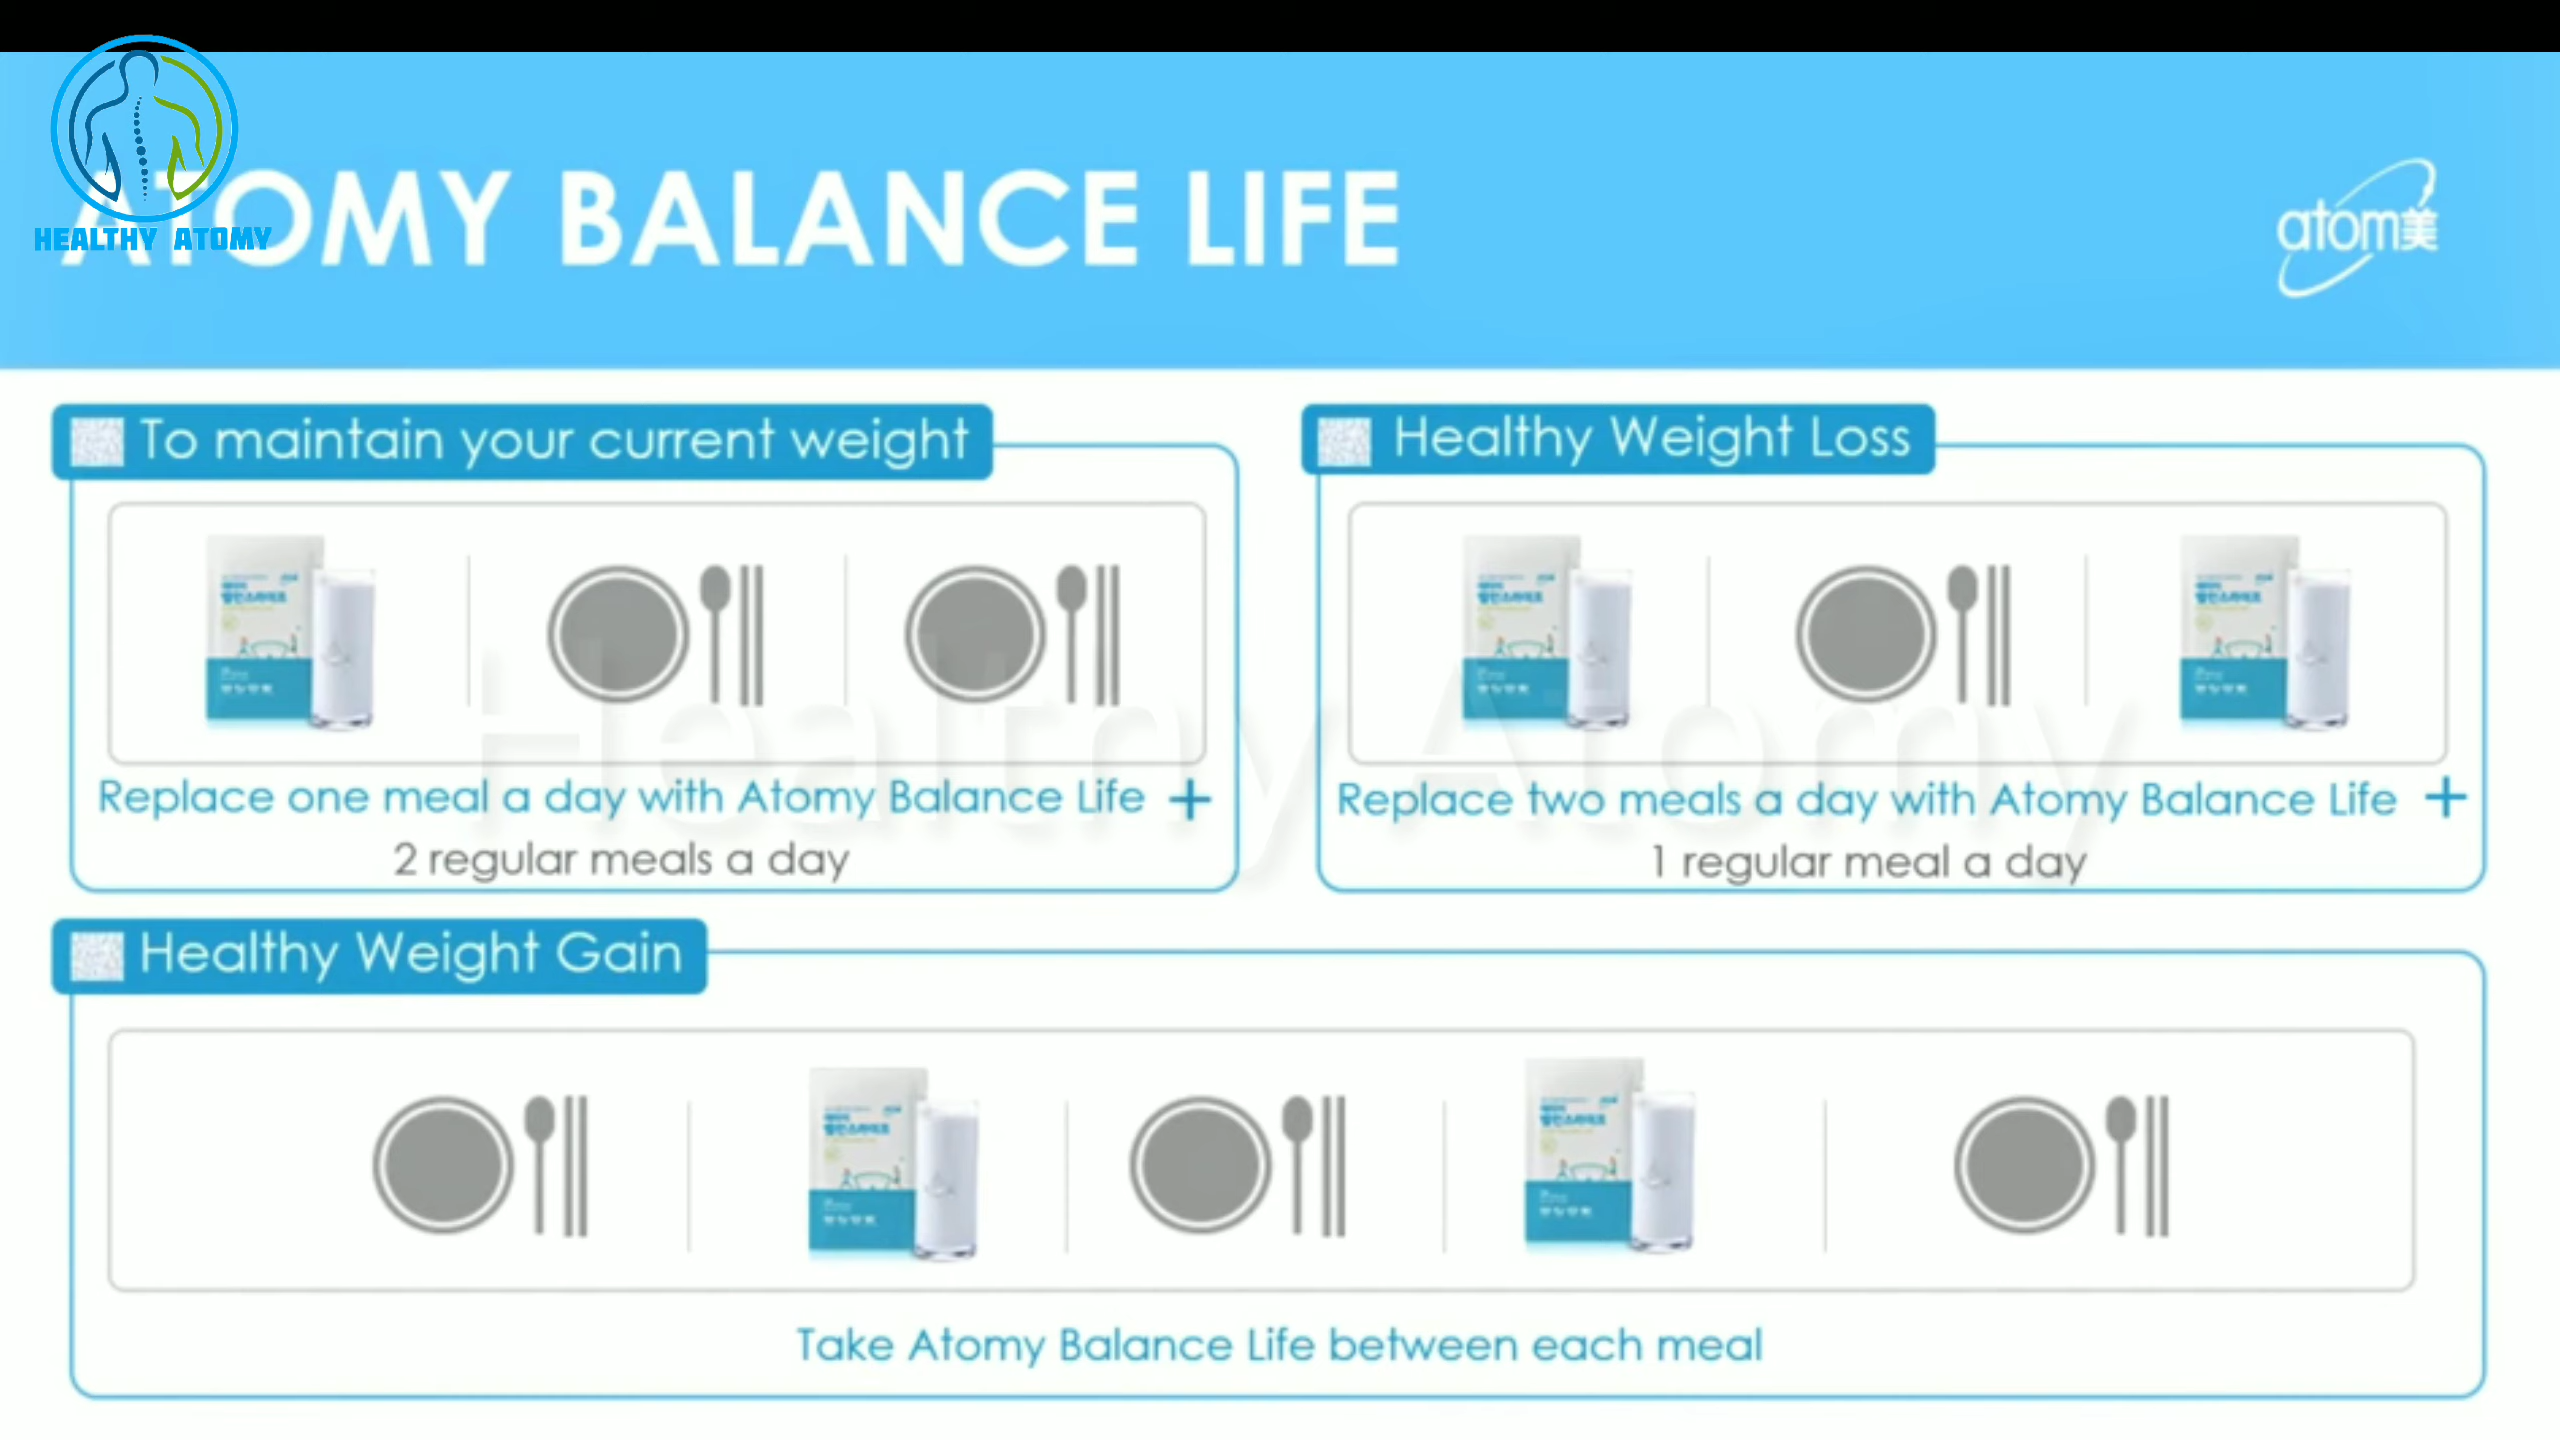 HEALTHY ATOMY
ATOMY BALANCE LIFE
atom美
To maintain your current weight
Replace one meal a day with Atomy Balance Life +
2 regular meals a day
Healthy Weight Loss
Replace two meals a day with Atomy Balance Life +
1 regular meal a day
Healthy Atomy
Healthy Weight Gain
Take Atomy Balance Life between each meal